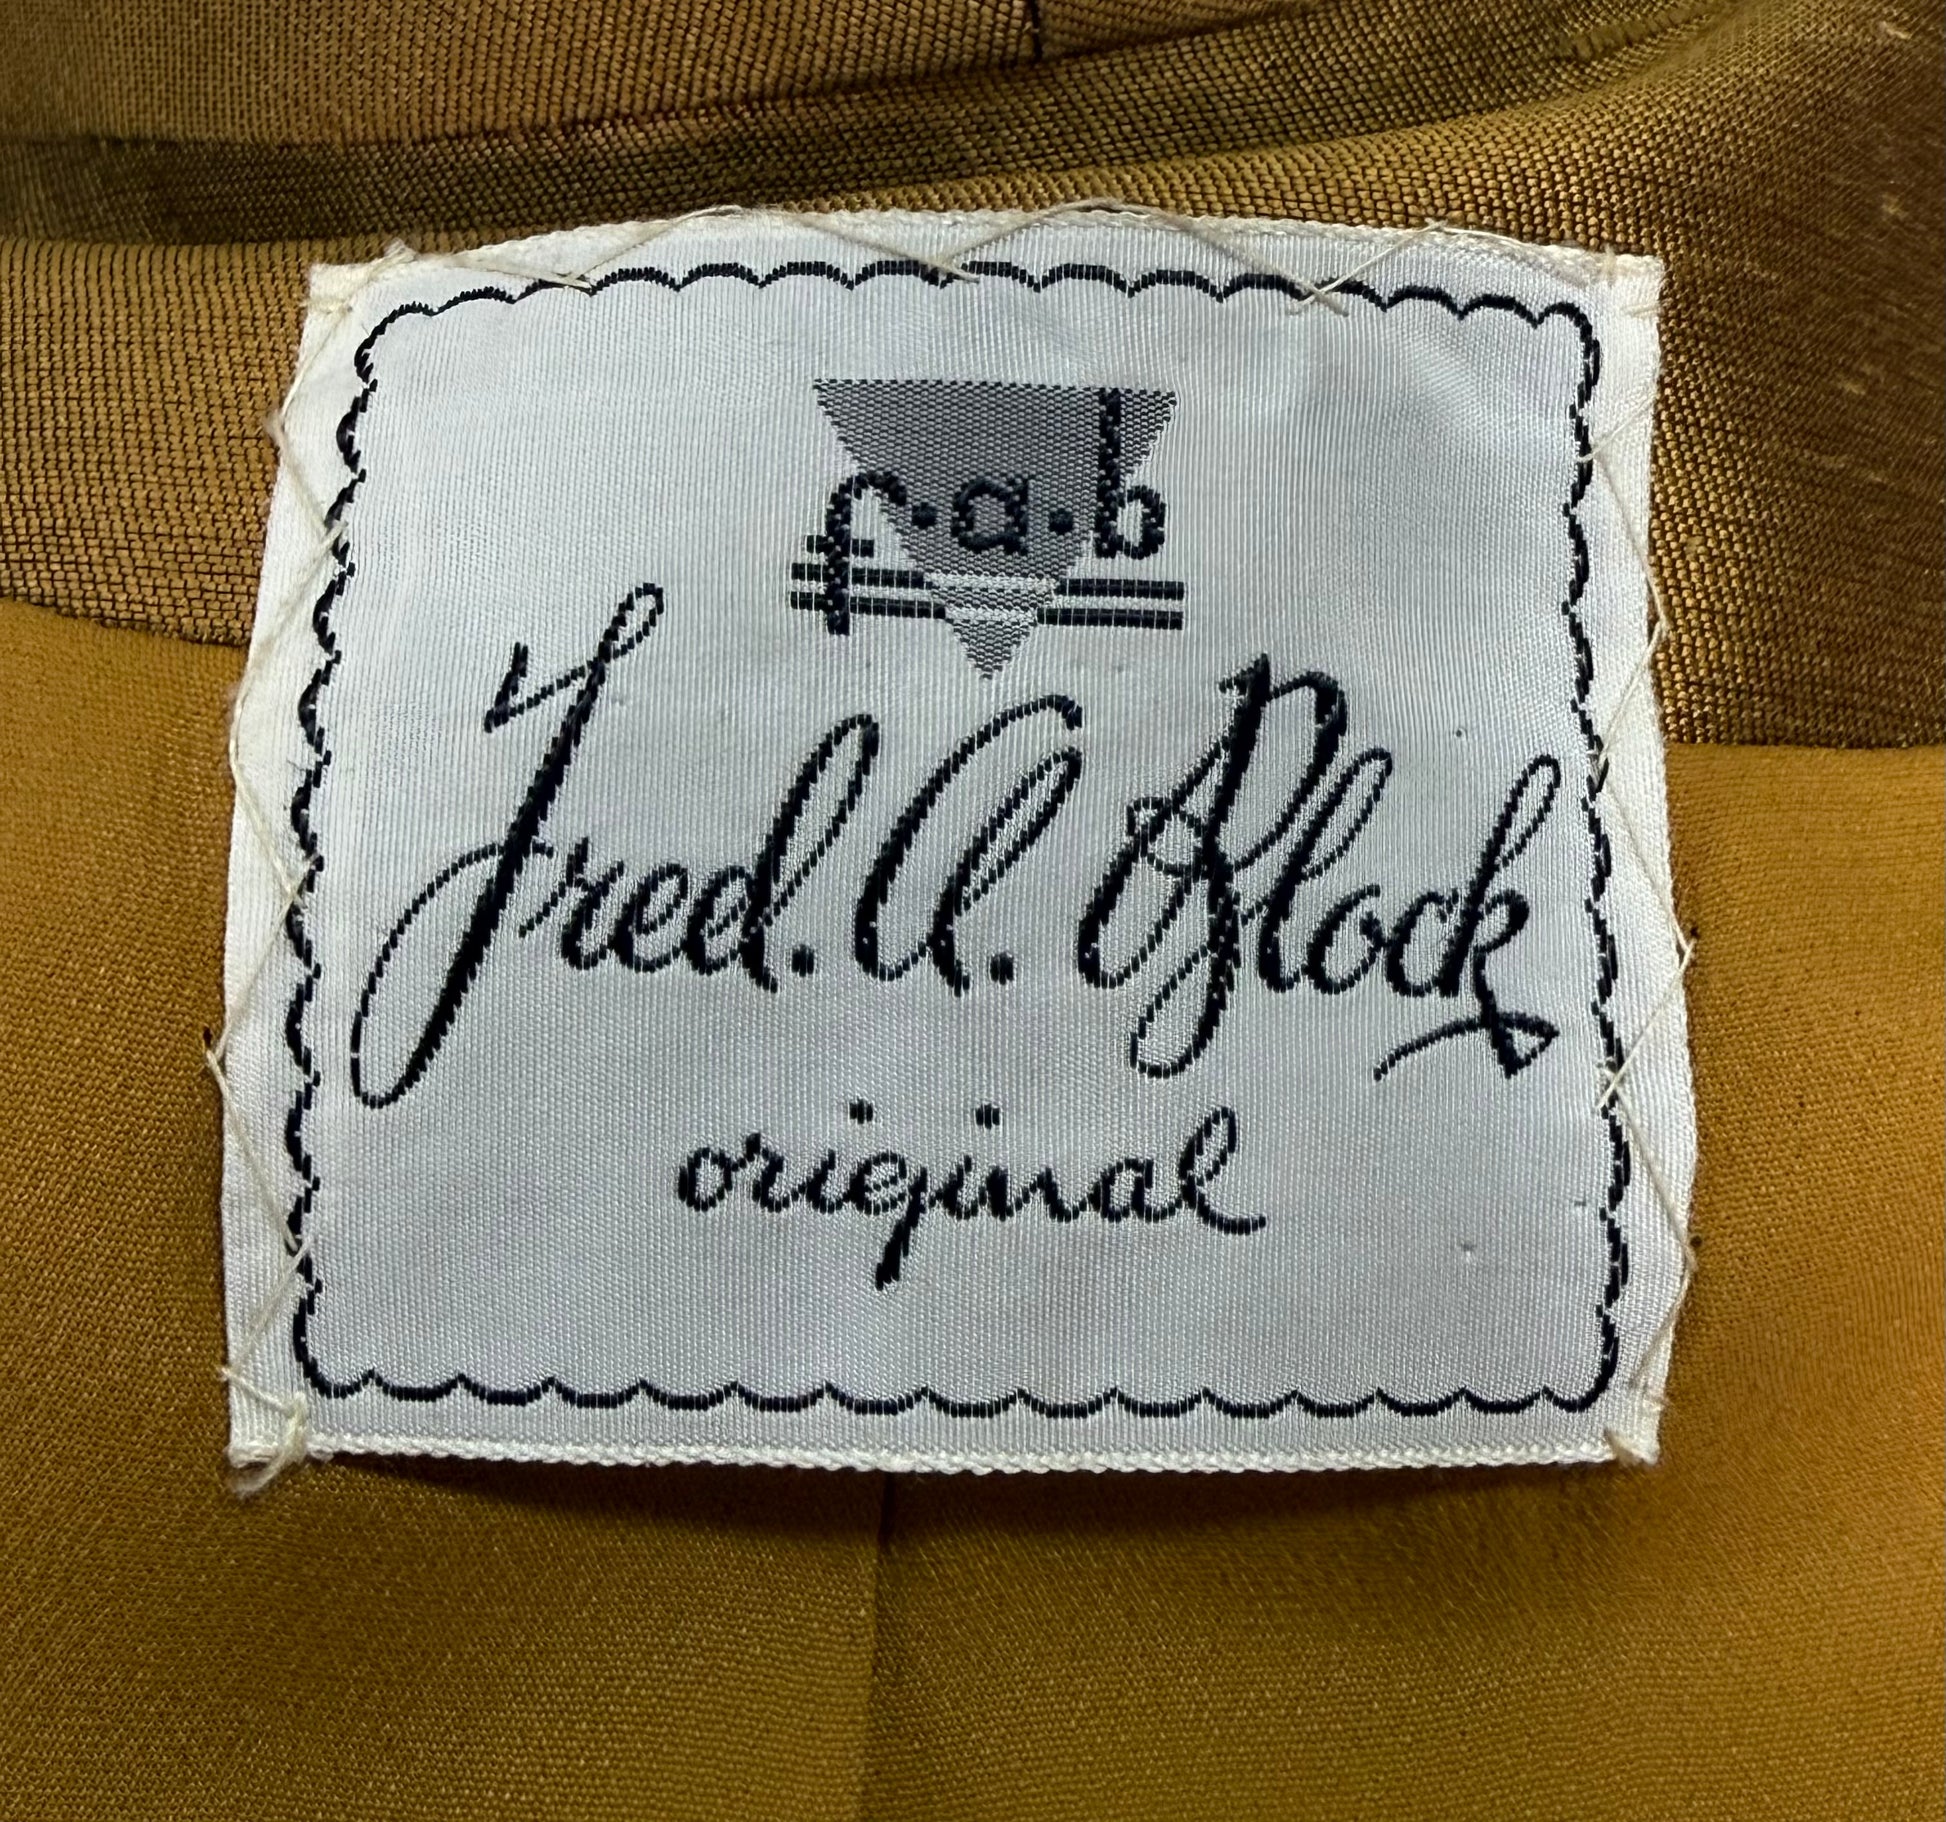 f.a.b
Fred. A. Block
original